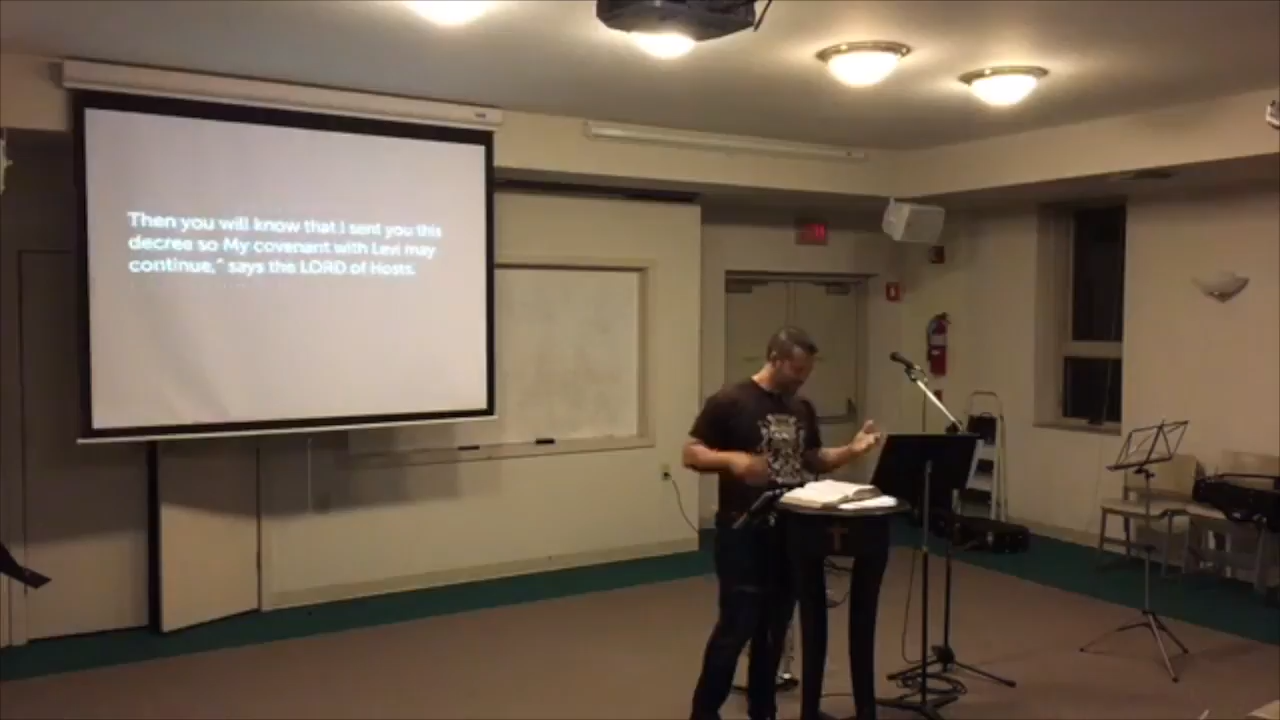 Then you will know that I sent you this
decree so My covenant with Levi may
continue," says the LORD of Hosts.